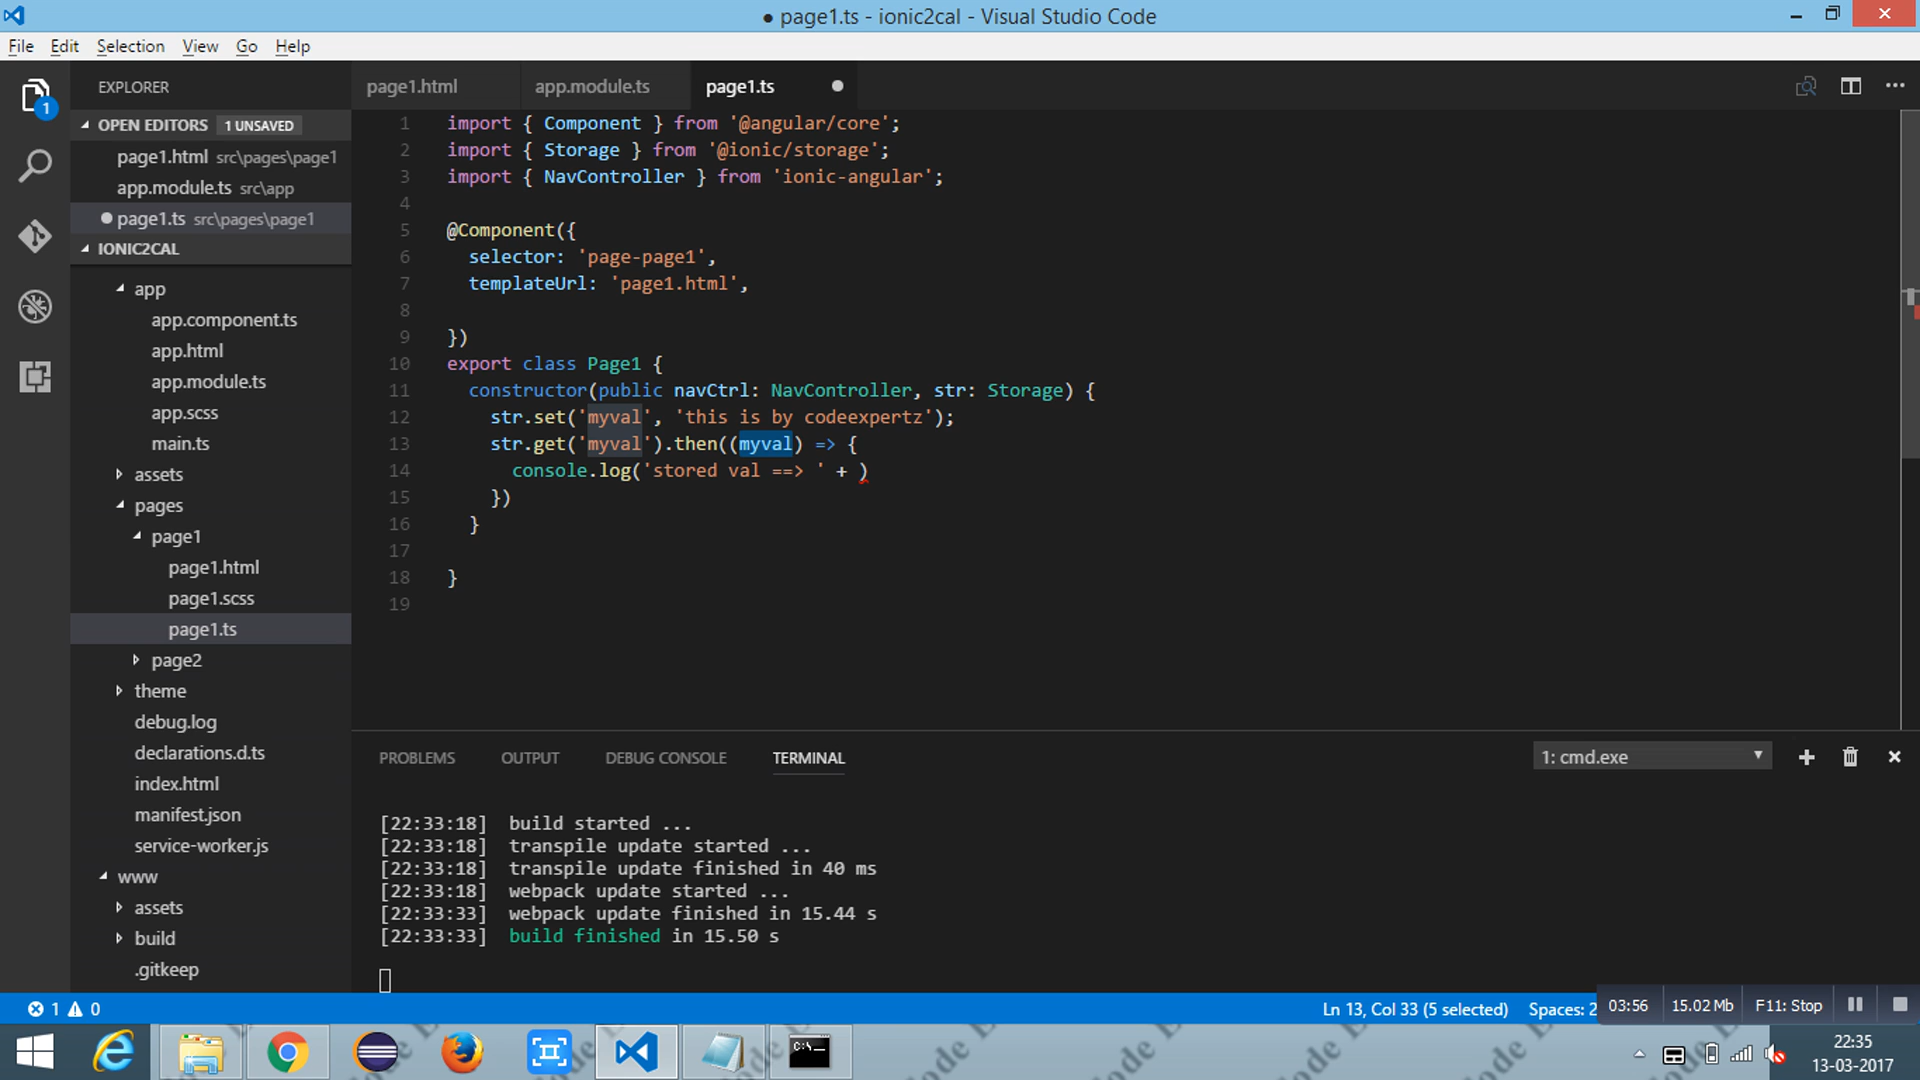 ● page1.ts - ionic2cal - Visual Studio Code
File Edit Selection View Go Help
EXPLORER
page1.html app.module.ts page1.ts
1
OPEN EDITORS 1 UNSAVED
page1.html src\pages\page1
app.module.ts src\app
page1.ts src\pages\page1
IONIC2CAL
app
app.component.ts
app.html
app.module.ts
app.scss
main.ts
assets
pages
page1
page1.html
page1.scss
page1.ts
page2
theme
debug.log
declarations.d.ts
index.html
manifest.json
service-worker.js
www
assets
build
.gitkeep
1 import { Component } from '@angular/core';
2 import { Storage } from '@ionic/storage';
3 import { NavController } from 'ionic-angular';
4
5 @Component({
6 selector: 'page-page1',
7 templateUrl: 'page1.html',
8
9 })
10 export class Page1 {
11 constructor(public navCtrl: NavController, str: Storage) {
12 str.set('myval', 'this is by codeexpertz');
13 str.get('myval').then((myval) => {
14 console.log('stored val ==> ' + )
15 })
16 }
17
18 }
19
PROBLEMS OUTPUT DEBUG CONSOLE TERMINAL 1: cmd.exe
[22:33:18] build started ...
[22:33:18] transpile update started ...
[22:33:18] transpile update finished in 40 ms
[22:33:18] webpack update started ...
[22:33:33] webpack update finished in 15.44 s
[22:33:33] build finished in 15.50 s
1 0 Ln 13, Col 33 (5 selected) Spaces: 2 03:56 15.02 Mb F11: Stop
C:\
22:35
13-03-2017